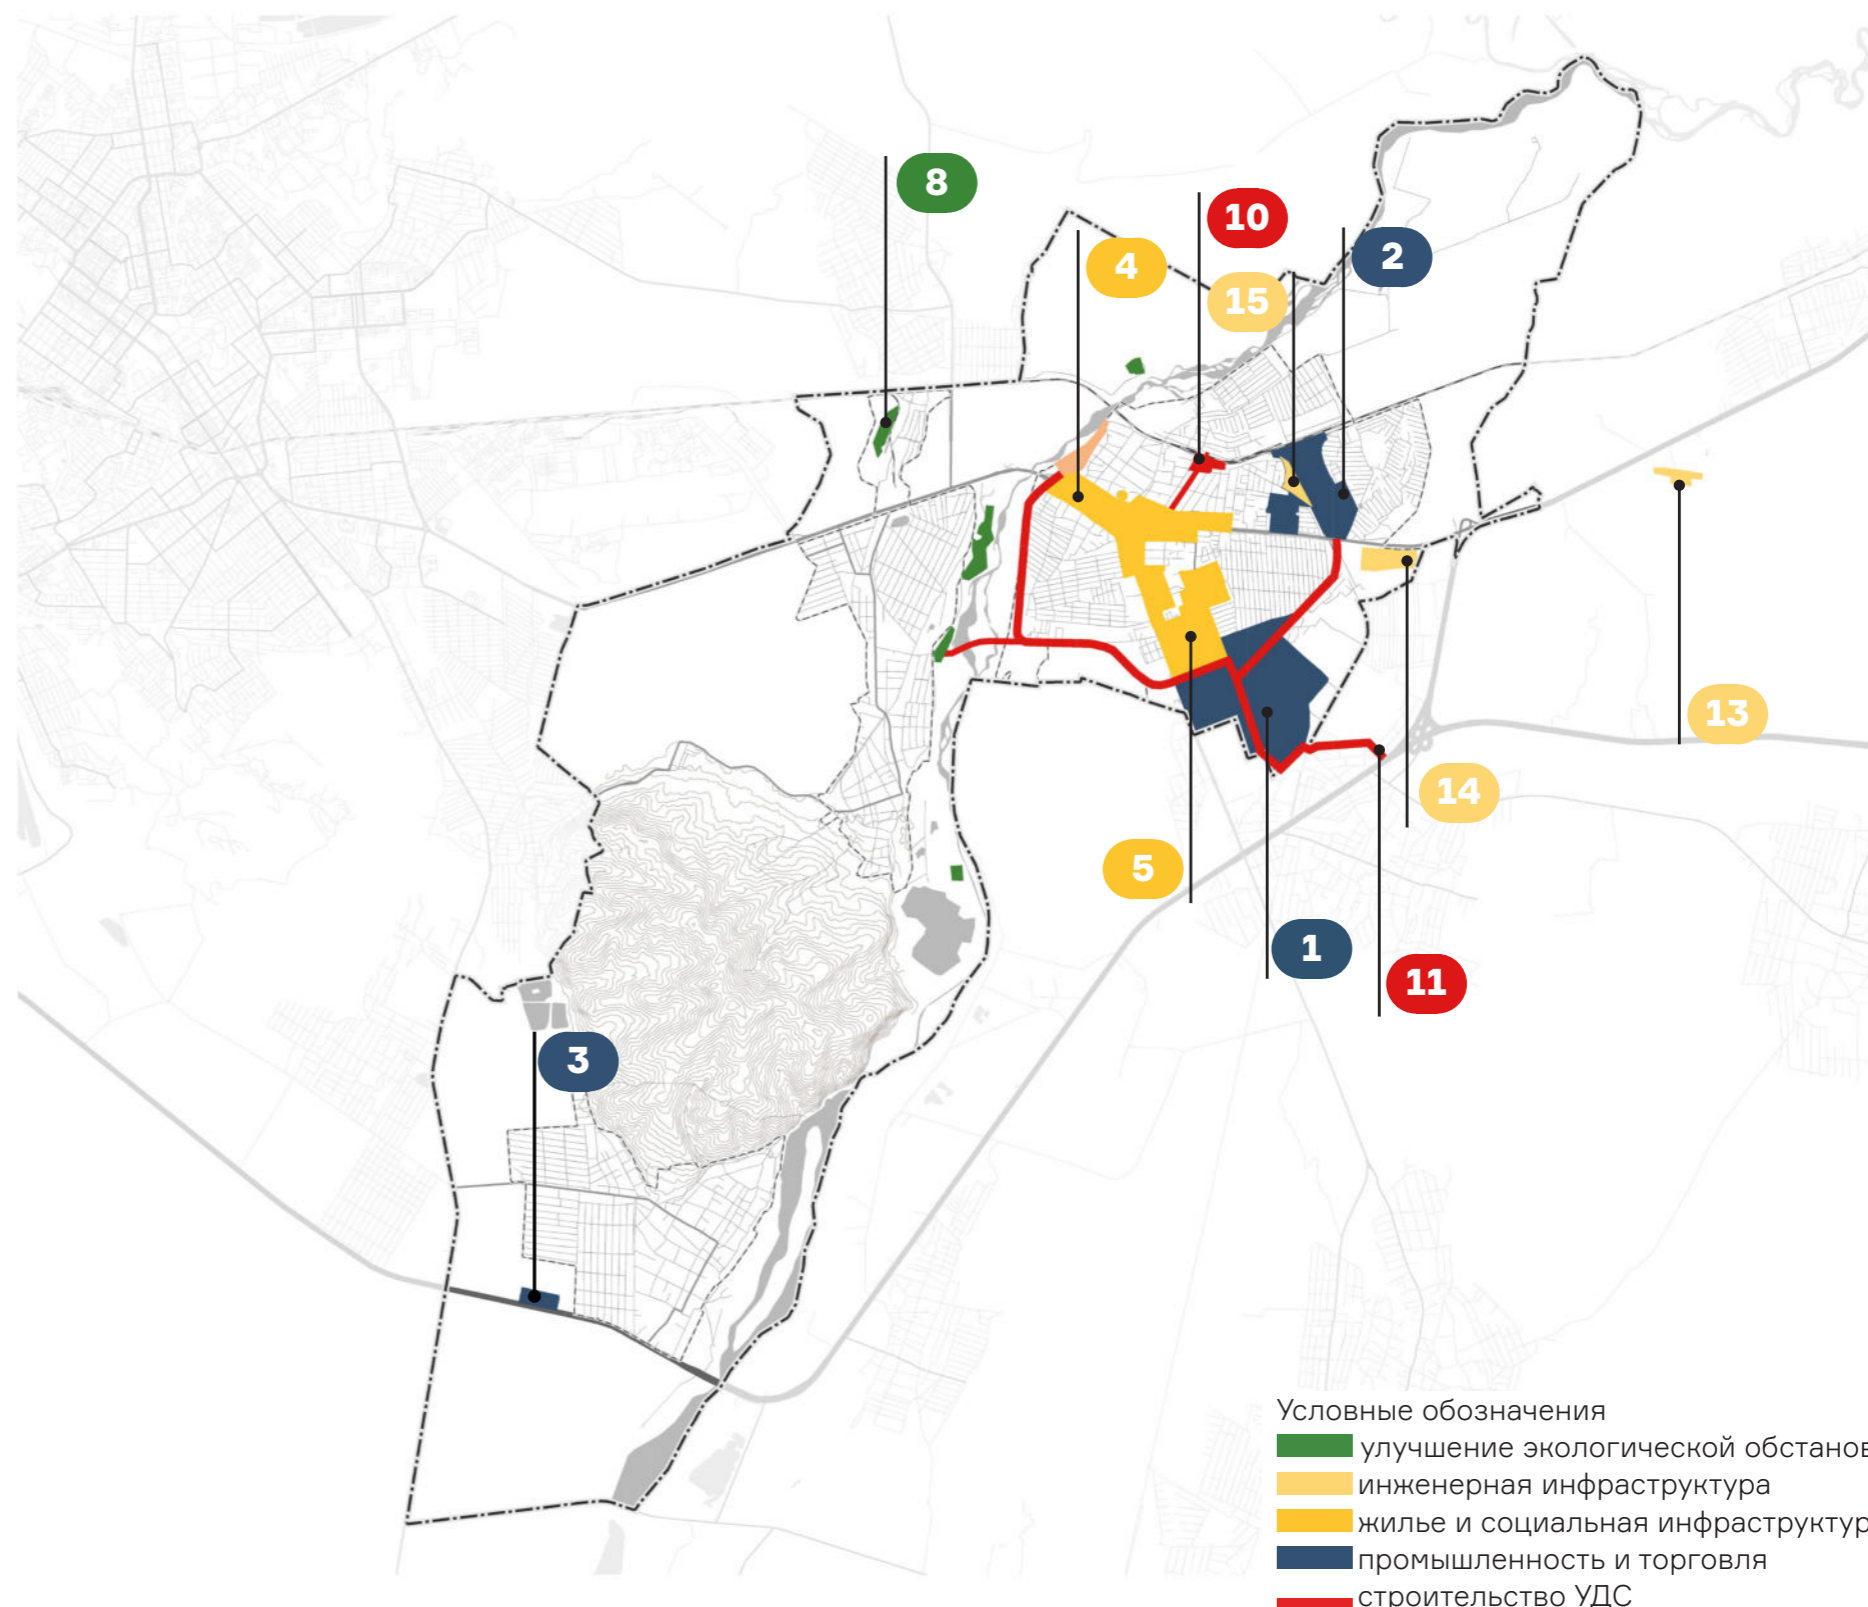 8
10
4
2
15
13
14
5
1
11
3
Условные обозначения
улучшение экологической обстанов
инженерная инфраструктура
жилье и социальная инфраструктур
промышленность и торговля
строительство УДС